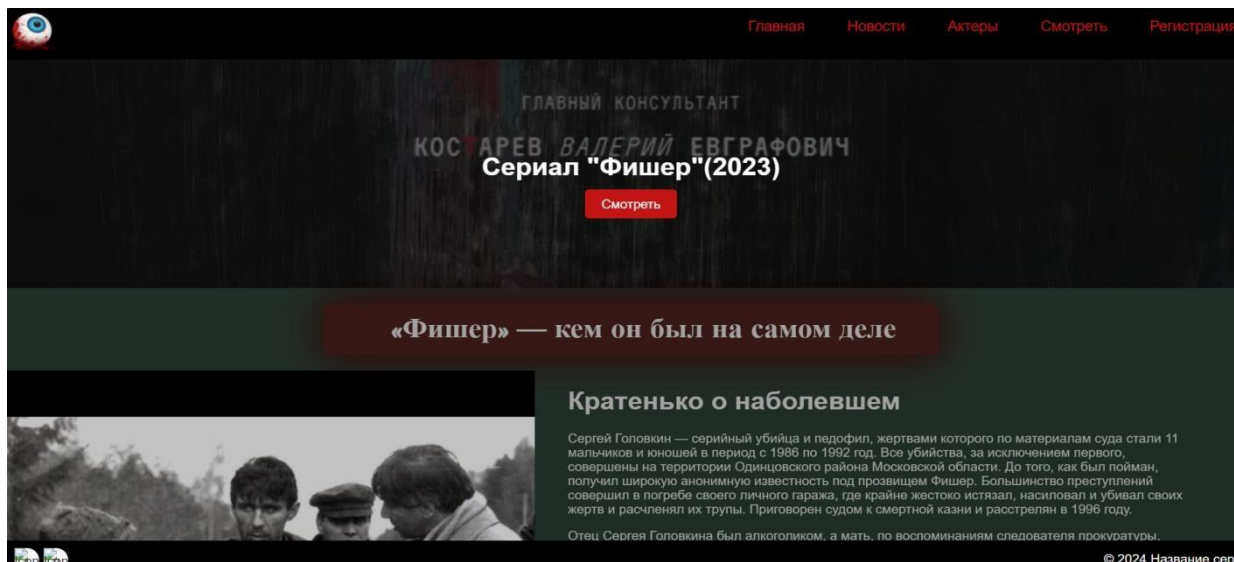 Главная Новости Актеры Смотреть Регистрация
ГЛАВНЫЙ КОНСУЛЬТАНТ
КОСТАРЕВ ВАЛЕРИЙ ЕВГРАФОВИЧ
Сериал "Фишер"(2023)
Смотреть
«Фишер» — кем он был на самом деле
Кратенько о наболевшем
Сергей Головкин — серийный убийца и педофил, жертвами которого по материалам суда стали 11
мальчиков и юношей в период с 1986 по 1992 год. Все убийства, за исключением первого,
совершены на территории Одинцовского района Московской области. До того, как был пойман,
получил широкую анонимную известность под прозвищем Фишер. Большинство преступлений
совершил в погребе своего личного гаража, где крайне жестоко истязал, насиловал и убивал своих
жертв и расчленял их трупы. Приговорен судом к смертной казни и расстрелян в 1996 году.
Отец Сергея Головкина был алкоголиком, а мать, по воспоминаниям следователя прокуратуры,
© 2024 Название сер